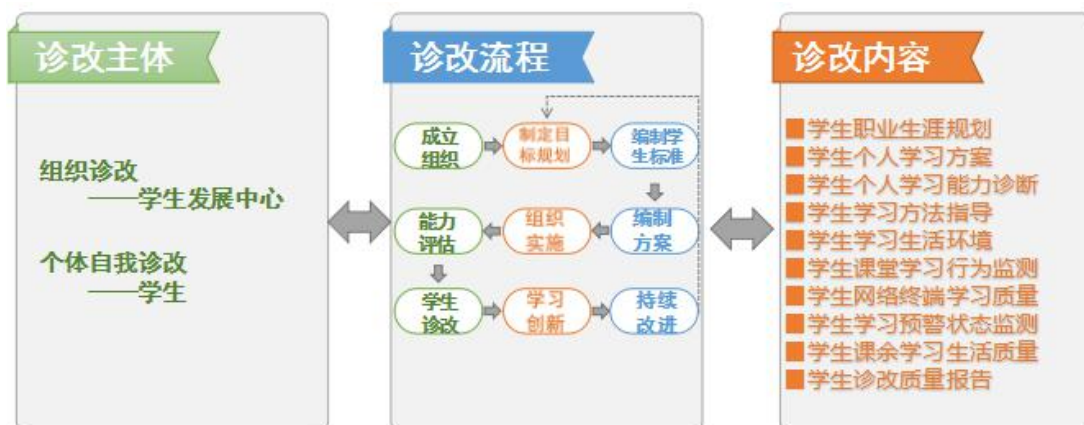 诊改主体
组织诊改
——学生发展中心
个体自我诊改
——学生
诊改流程
成立
组织
制定目
标规划
编制学
生标准
能力
评估
组织
实施
编制
方案
学生
诊改
学习
创新
持续
改进
诊改内容
■学生职业生涯规划
■学生个人学习方案
■学生个人学习能力诊断
■学生学习方法指导
■学生学习生活环境
■学生课堂学习行为监测
■学生网络终端学习质量
■学生学习预警状态监测
■学生课余学习生活质量
■学生诊改质量报告